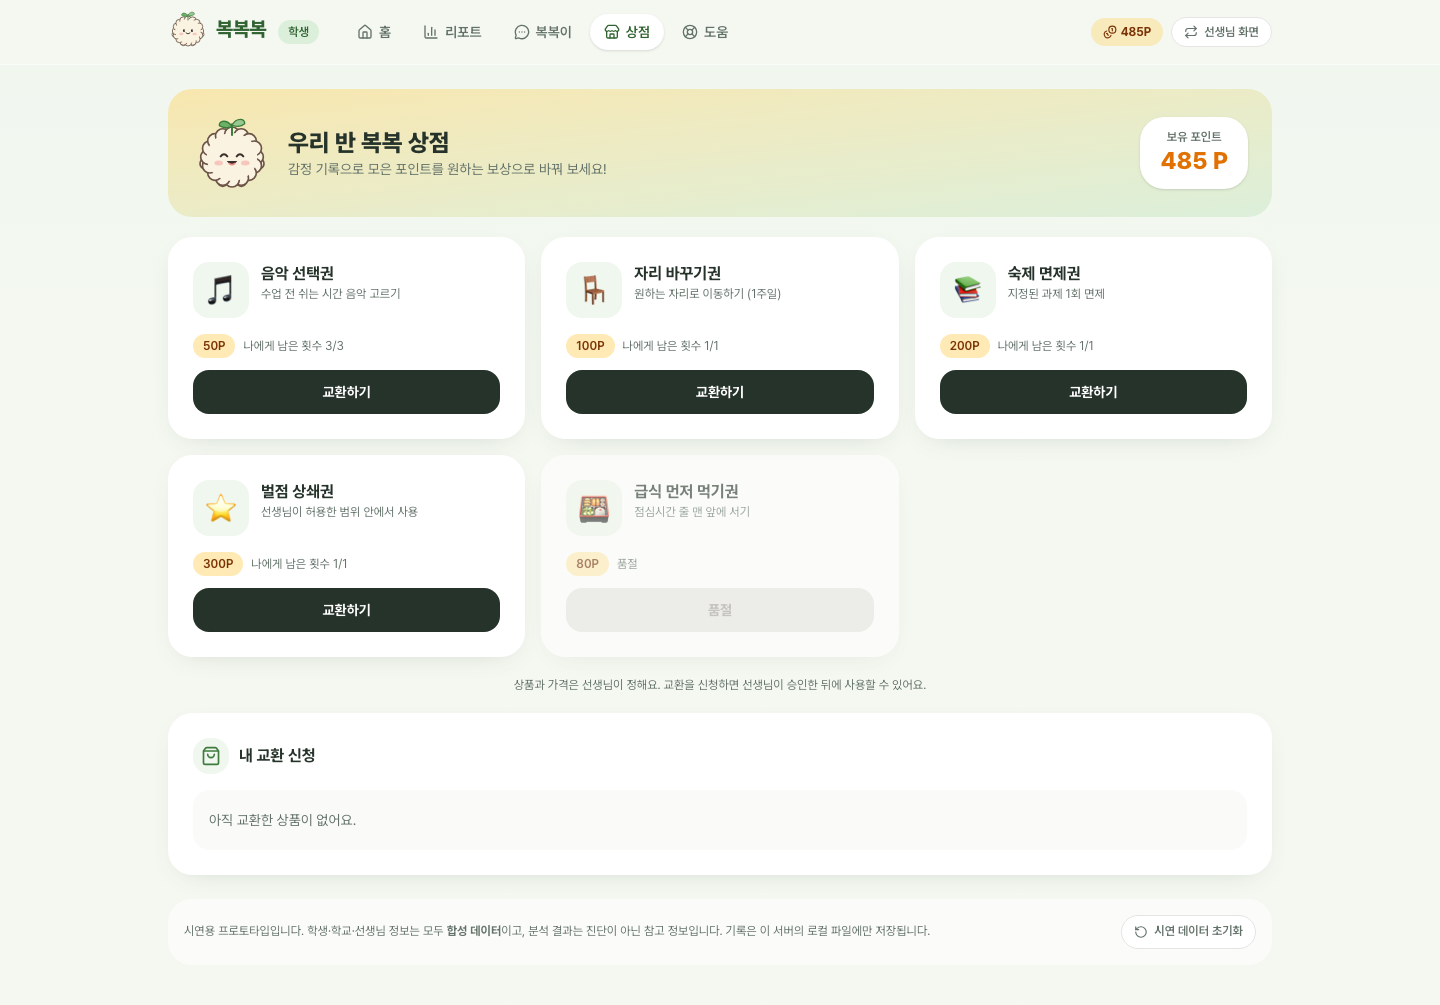 복복복
학생
홈
리포트
복복이
상점
도움
485P
선생님 화면
우리 반 복복 상점
감정 기록으로 모은 포인트를 원하는 보상으로 바꿔 보세요!
보유 포인트
485 P
음악 선택권
수업 전 쉬는 시간 음악 고르기
50P 나에게 남은 횟수 3/3
교환하기
자리 바꾸기권
원하는 자리로 이동하기 (1주일)
100P 나에게 남은 횟수 1/1
교환하기
숙제 면제권
지정된 과제 1회 면제
200P 나에게 남은 횟수 1/1
교환하기
벌점 상쇄권
선생님이 허용한 범위 안에서 사용
300P 나에게 남은 횟수 1/1
교환하기
급식 먼저 먹기권
점심시간 줄 맨 앞에 서기
80P 품절
품절
상품과 가격은 선생님이 정해요. 교환을 신청하면 선생님이 승인한 뒤에 사용할 수 있어요.
내 교환 신청
아직 교환한 상품이 없어요.
시연용 프로토타입입니다. 학생·학교·선생님 정보는 모두 합성 데이터이고, 분석 결과는 진단이 아닌 참고 정보입니다. 기록은 이 서버의 로컬 파일에만 저장됩니다.
시연 데이터 초기화